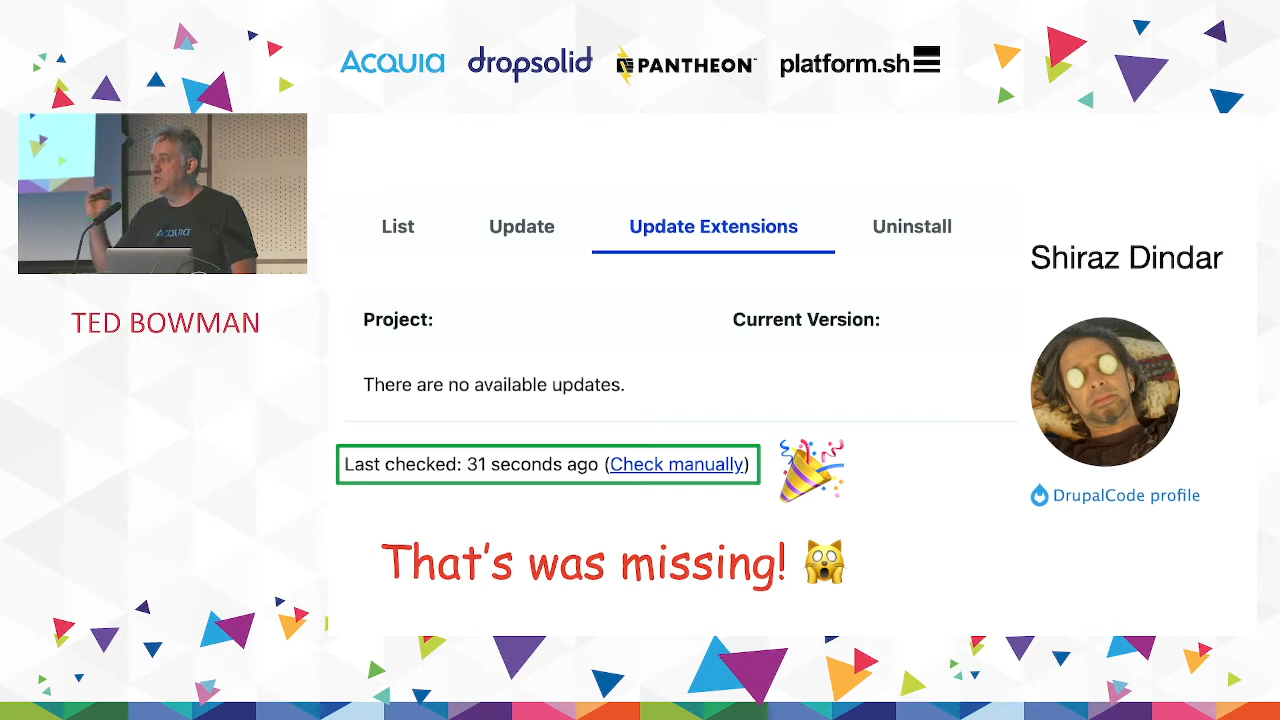 ACQUIA dropsolid PANTHEON platform.sh
ACQUIA
TED BOWMAN
List Update Update Extensions Uninstall
Project: Current Version:
There are no available updates.
Last checked: 31 seconds ago (Check manually)
That's was missing!
Shiraz Dindar
DrupalCode profile